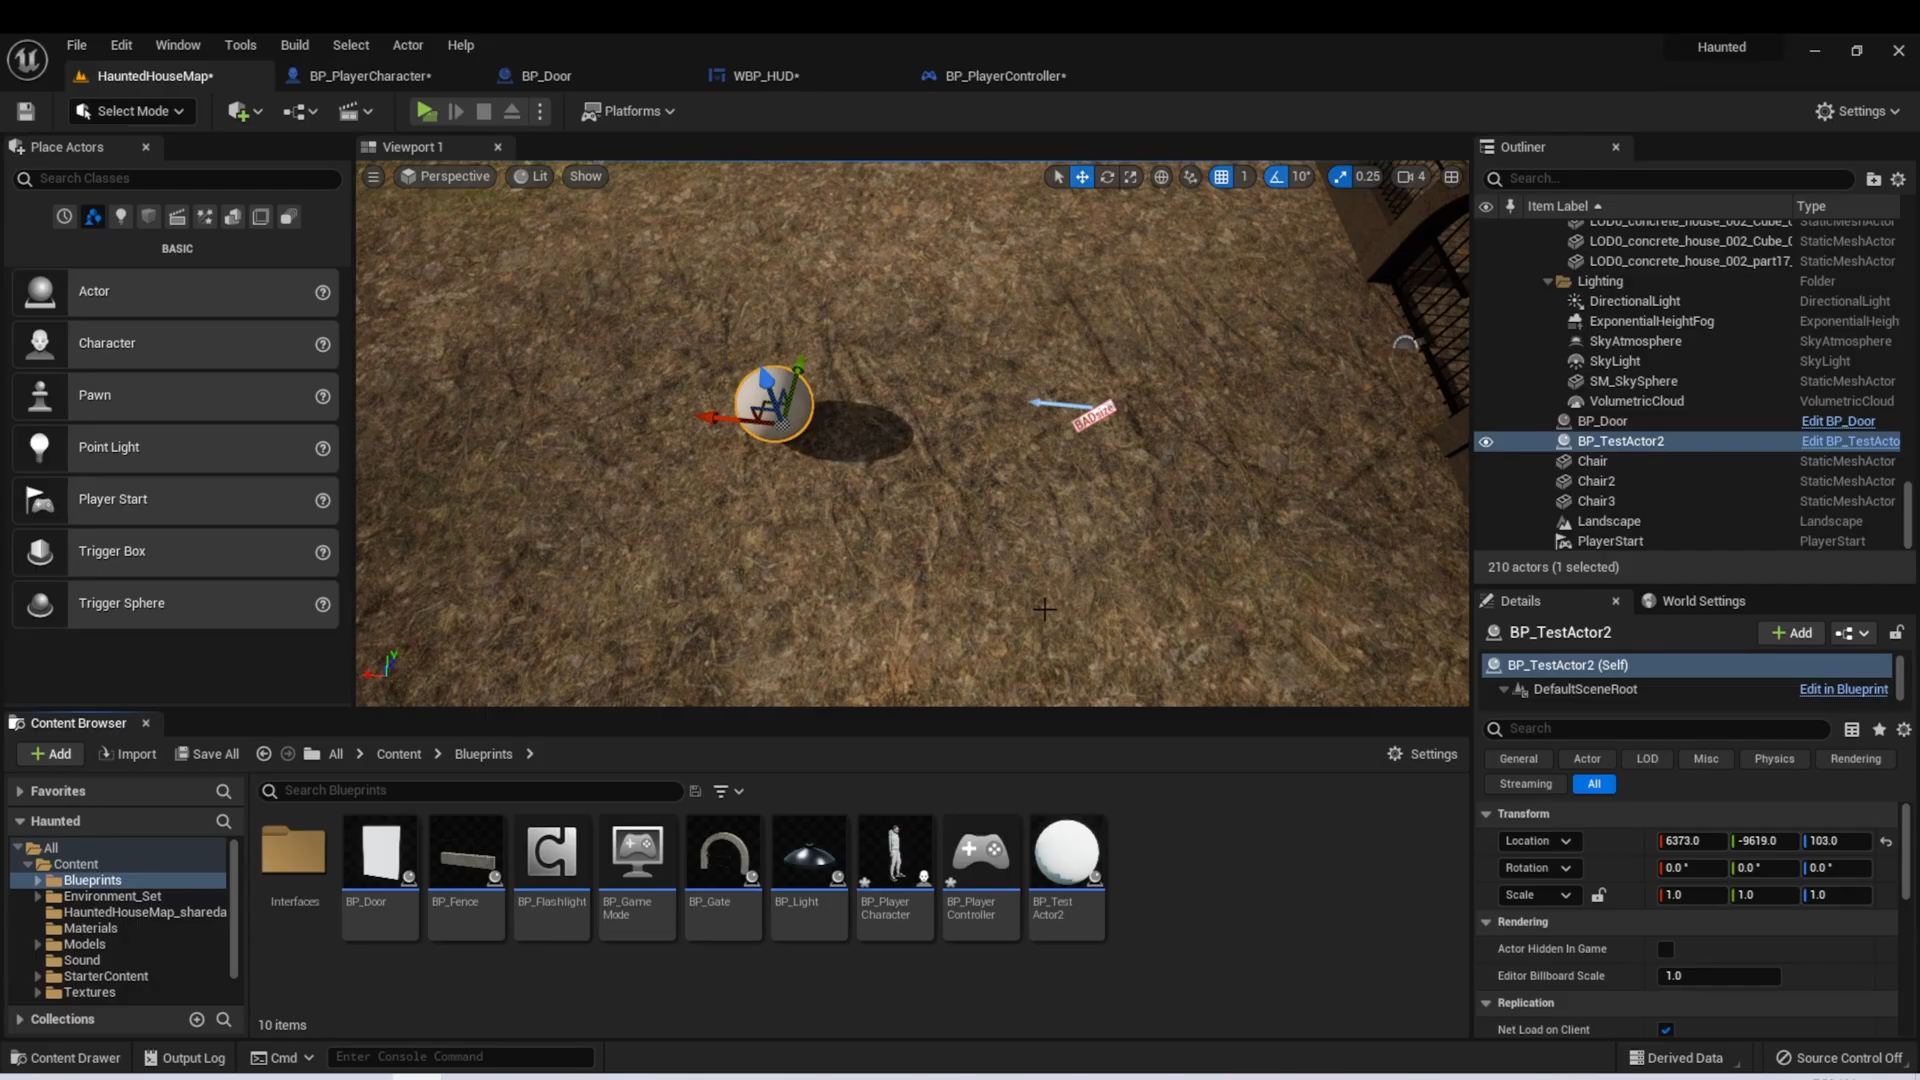 File Edit Window Tools Build Select Actor Help
Haunted
HauntedHouseMap*
BP_PlayerCharacter*
BP_Door
WBP_HUD*
BP_PlayerController*
Select Mode
Platforms
Settings
Place Actors
Search Classes
BASIC
Actor
Character
Pawn
Point Light
Player Start
Trigger Box
Trigger Sphere
Viewport 1
Perspective
Lit
Show
1
10°
0.25
4
BADsize
Outliner
Search...
Item Label
Type
LOD0_concrete_house_002_Cube_0 StaticMeshActor
LOD0_concrete_house_002_Cube_0 StaticMeshActor
LOD0_concrete_house_002_part17_ StaticMeshActor
Lighting Folder
DirectionalLight DirectionalLight
ExponentialHeightFog ExponentialHeigh
SkyAtmosphere SkyAtmosphere
SkyLight SkyLight
SM_SkySphere StaticMeshActor
VolumetricCloud VolumetricCloud
BP_Door Edit BP_Door
BP_TestActor2 Edit BP_TestActo
Chair StaticMeshActor
Chair2 StaticMeshActor
Chair3 StaticMeshActor
Landscape Landscape
PlayerStart PlayerStart
210 actors (1 selected)
Details
World Settings
BP_TestActor2
Add
BP_TestActor2 (Self)
DefaultSceneRoot Edit in Blueprint
Search
General Actor LOD Misc Physics Rendering
Streaming All
Transform
Location 6373.0 -9619.0 103.0
Rotation 0.0° 0.0° 0.0°
Scale 1.0 1.0 1.0
Rendering
Actor Hidden In Game
Editor Billboard Scale 1.0
Replication
Net Load on Client
Content Browser
Add Import Save All All Content Blueprints
Settings
Favorites
Haunted
All
Content
Blueprints
Environment_Set
HauntedHouseMap_shareda
Materials
Models
Sound
StarterContent
Textures
Collections
Search Blueprints
Interfaces
BP_Door
BP_Fence
BP_Flashlight
BP_Game
Mode
BP_Gate
BP_Light
BP_Player
Character
BP_Player
Controller
BP_Test
Actor2
10 items
Content Drawer Output Log Cmd Enter Console Command
Derived Data
Source Control Off